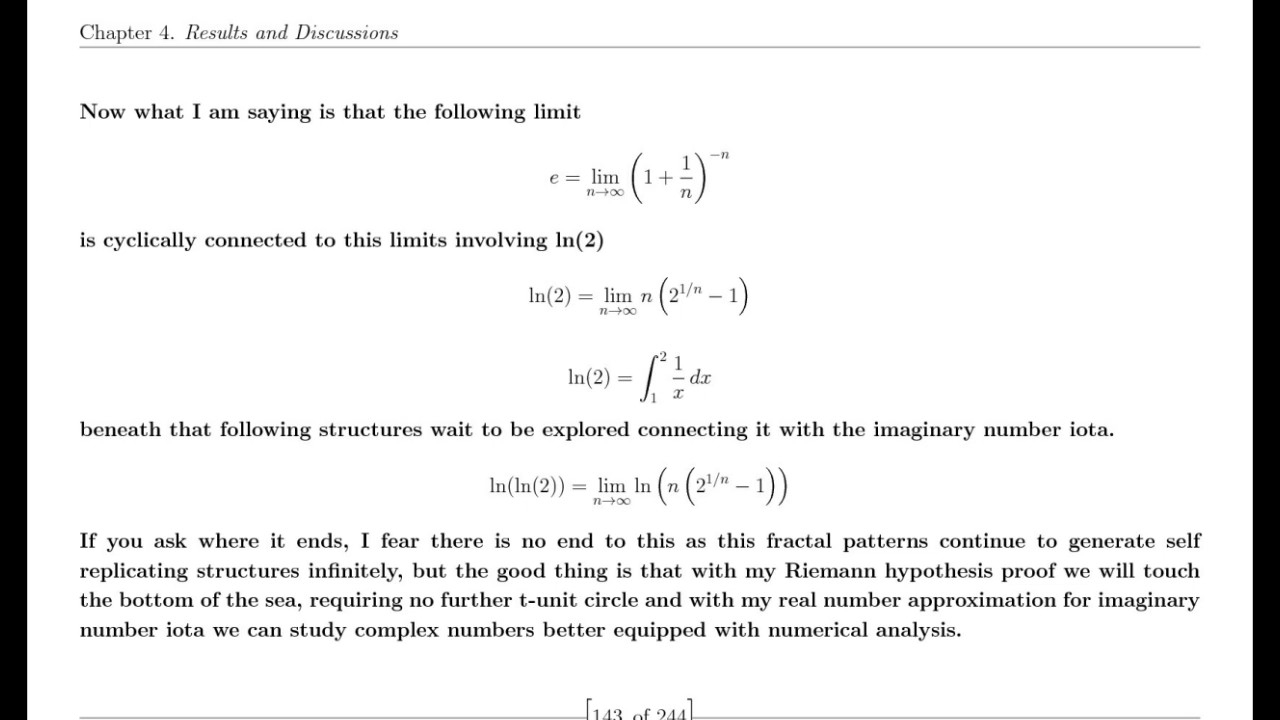 Chapter 4. Results and Discussions
Now what I am saying is that the following limit
e = lim_{n→∞} (1 + 1/n)^{−n}
is cyclically connected to this limits involving ln(2)
ln(2) = lim_{n→∞} n (2^{1/n} − 1)
ln(2) = ∫_1^2 1/x dx
beneath that following structures wait to be explored connecting it with the imaginary number iota.
ln(ln(2)) = lim_{n→∞} ln (n (2^{1/n} − 1))
If you ask where it ends, I fear there is no end to this as this fractal patterns continue to generate self
replicating structures infinitely, but the good thing is that with my Riemann hypothesis proof we will touch
the bottom of the sea, requiring no further t-unit circle and with my real number approximation for imaginary
number iota we can study complex numbers better equipped with numerical analysis.
[143 of 244]